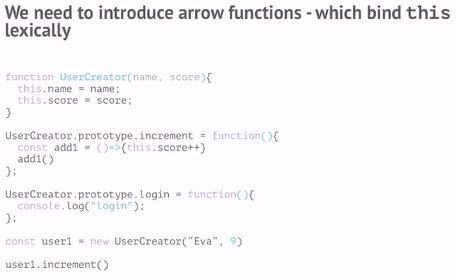 We need to introduce arrow functions - which bind this
lexically
function UserCreator(name, score){
this.name = name;
this.score = score;
}
UserCreator.prototype.increment = function(){
const add1 = ()=>{this.score++}
add1()
};
UserCreator.prototype.login = function(){
console.log("login");
};
const user1 = new UserCreator(“Eva”, 9)
user1.increment()